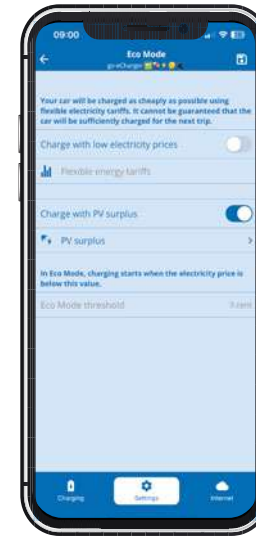 09:00
Eco Mode
go-eCharger
Your car will be charged as cheaply as possible using
flexible electricity tariffs. It cannot be guaranteed that the
car will be sufficiently charged for the next trip.
Charge with low electricity prices
Flexible energy tariffs
Charge with PV surplus
PV surplus
In Eco Mode, charging starts when the electricity price is
below this value.
Eco Mode threshold
Charging
Settings
Internet